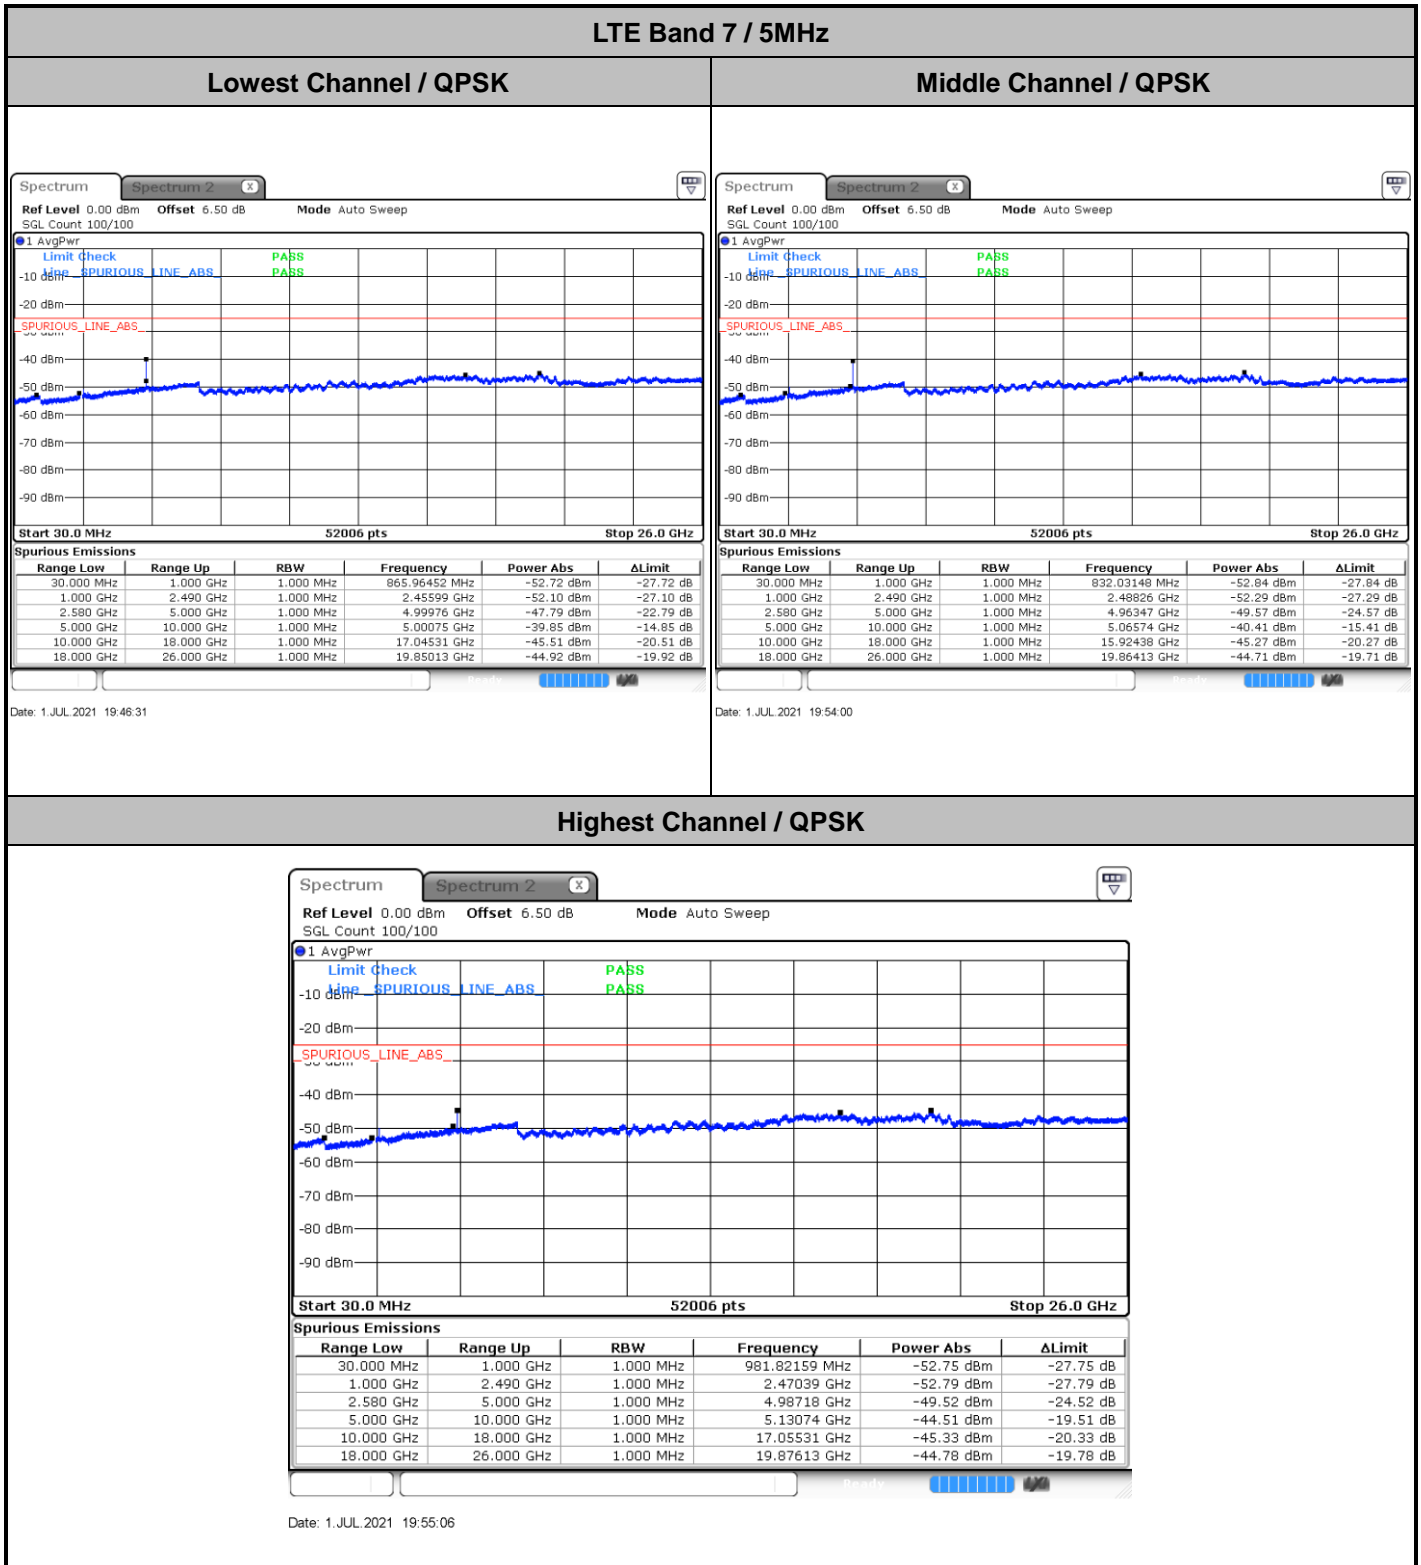 LTE Band 7 / 5MHz
Lowest Channel / QPSK
Middle Channel / QPSK
Spectrum Spectrum 2 X
Ref Level 0.00 dBm Offset 6.50 dB Mode Auto Sweep
SGL Count 100/100
1 AvgPwr
Limit Check PASS
Line _SPURIOUS_LINE_ABS_ PASS
-10 dBm
-20 dBm
_SPURIOUS_LINE_ABS_
-30 dBm
-40 dBm
-50 dBm
-60 dBm
-70 dBm
-80 dBm
-90 dBm
Start 30.0 MHz 52006 pts Stop 26.0 GHz
Spurious Emissions
Range Low Range Up RBW Frequency Power Abs ΔLimit
30.000 MHz 1.000 GHz 1.000 MHz 865.96452 MHz -52.72 dBm -27.72 dB
1.000 GHz 2.490 GHz 1.000 MHz 2.45599 GHz -52.10 dBm -27.10 dB
2.580 GHz 5.000 GHz 1.000 MHz 4.99976 GHz -47.79 dBm -22.79 dB
5.000 GHz 10.000 GHz 1.000 MHz 5.00075 GHz -39.85 dBm -14.85 dB
10.000 GHz 18.000 GHz 1.000 MHz 17.04531 GHz -45.51 dBm -20.51 dB
18.000 GHz 26.000 GHz 1.000 MHz 19.85013 GHz -44.92 dBm -19.92 dB
Ready
Date: 1.JUL.2021 19:46:31
Spectrum Spectrum 2 X
Ref Level 0.00 dBm Offset 6.50 dB Mode Auto Sweep
SGL Count 100/100
1 AvgPwr
Limit Check PASS
Line _SPURIOUS_LINE_ABS_ PASS
-10 dBm
-20 dBm
_SPURIOUS_LINE_ABS_
-30 dBm
-40 dBm
-50 dBm
-60 dBm
-70 dBm
-80 dBm
-90 dBm
Start 30.0 MHz 52006 pts Stop 26.0 GHz
Spurious Emissions
Range Low Range Up RBW Frequency Power Abs ΔLimit
30.000 MHz 1.000 GHz 1.000 MHz 832.03148 MHz -52.84 dBm -27.84 dB
1.000 GHz 2.490 GHz 1.000 MHz 2.48826 GHz -52.29 dBm -27.29 dB
2.580 GHz 5.000 GHz 1.000 MHz 4.96347 GHz -49.57 dBm -24.57 dB
5.000 GHz 10.000 GHz 1.000 MHz 5.06574 GHz -40.41 dBm -15.41 dB
10.000 GHz 18.000 GHz 1.000 MHz 15.92438 GHz -45.27 dBm -20.27 dB
18.000 GHz 26.000 GHz 1.000 MHz 19.86413 GHz -44.71 dBm -19.71 dB
Ready
Date: 1.JUL.2021 19:54:00
Highest Channel / QPSK
Spectrum Spectrum 2 X
Ref Level 0.00 dBm Offset 6.50 dB Mode Auto Sweep
SGL Count 100/100
1 AvgPwr
Limit Check PASS
Line _SPURIOUS_LINE_ABS_ PASS
-10 dBm
-20 dBm
_SPURIOUS_LINE_ABS_
-30 dBm
-40 dBm
-50 dBm
-60 dBm
-70 dBm
-80 dBm
-90 dBm
Start 30.0 MHz 52006 pts Stop 26.0 GHz
Spurious Emissions
Range Low Range Up RBW Frequency Power Abs ΔLimit
30.000 MHz 1.000 GHz 1.000 MHz 981.82159 MHz -52.75 dBm -27.75 dB
1.000 GHz 2.490 GHz 1.000 MHz 2.47039 GHz -52.79 dBm -27.79 dB
2.580 GHz 5.000 GHz 1.000 MHz 4.98718 GHz -49.52 dBm -24.52 dB
5.000 GHz 10.000 GHz 1.000 MHz 5.13074 GHz -44.51 dBm -19.51 dB
10.000 GHz 18.000 GHz 1.000 MHz 17.05531 GHz -45.33 dBm -20.33 dB
18.000 GHz 26.000 GHz 1.000 MHz 19.87613 GHz -44.78 dBm -19.78 dB
Ready
Date: 1.JUL.2021 19:55:06